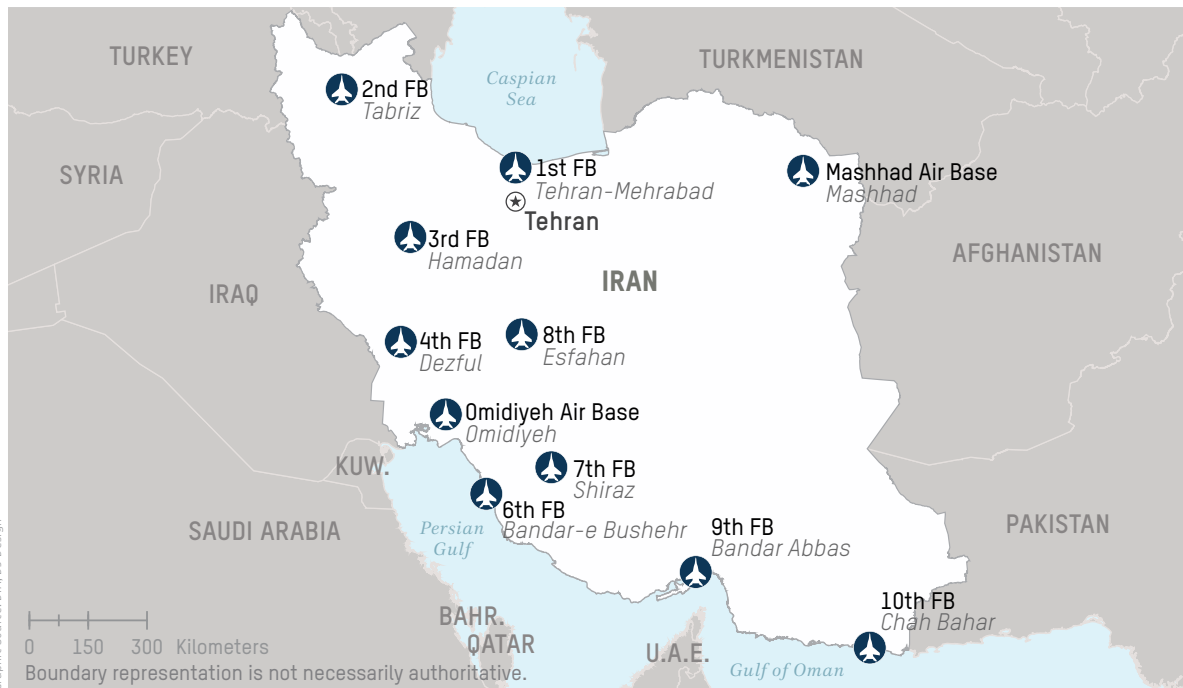 TURKEY
Caspian
Sea
TURKMENISTAN
2nd FB
Tabriz
SYRIA
1st FB
Tehran-Mehrabad
Mashhad Air Base
Mashhad
Tehran
3rd FB
Hamadan
AFGHANISTAN
IRAN
IRAQ
4th FB
Dezful
8th FB
Esfahan
Omidiyeh Air Base
Omidiyeh
KUW.
7th FB
Shiraz
6th FB
Bandar-e Bushehr
SAUDI ARABIA
Persian
Gulf
9th FB
Bandar Abbas
PAKISTAN
10th FB
Chah Bahar
BAHR.
QATAR
U.A.E.
Gulf of Oman
0 150 300 Kilometers
Boundary representation is not necessarily authoritative.